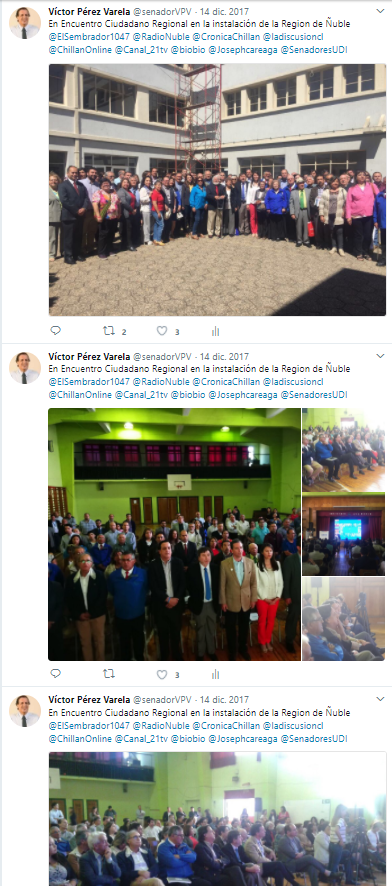 Víctor Pérez Varela @senadorVPV · 14 dic. 2017
En Encuentro Ciudadano Regional en la instalación de la Region de Ñuble
@ElSembrador1047 @RadioNuble @CronicaChillan @ladiscusioncl
@ChillanOnline @Canal_21tv @biobio @Josephcareaga @SenadoresUDI
2 3
Víctor Pérez Varela @senadorVPV · 14 dic. 2017
En Encuentro Ciudadano Regional en la instalación de la Region de Ñuble
@ElSembrador1047 @RadioNuble @CronicaChillan @ladiscusioncl
@ChillanOnline @Canal_21tv @biobio @Josephcareaga @SenadoresUDI
3
Víctor Pérez Varela @senadorVPV · 14 dic. 2017
En Encuentro Ciudadano Regional en la instalación de la Region de Ñuble
@ElSembrador1047 @RadioNuble @CronicaChillan @ladiscusioncl
@ChillanOnline @Canal_21tv @biobio @Josephcareaga @SenadoresUDI